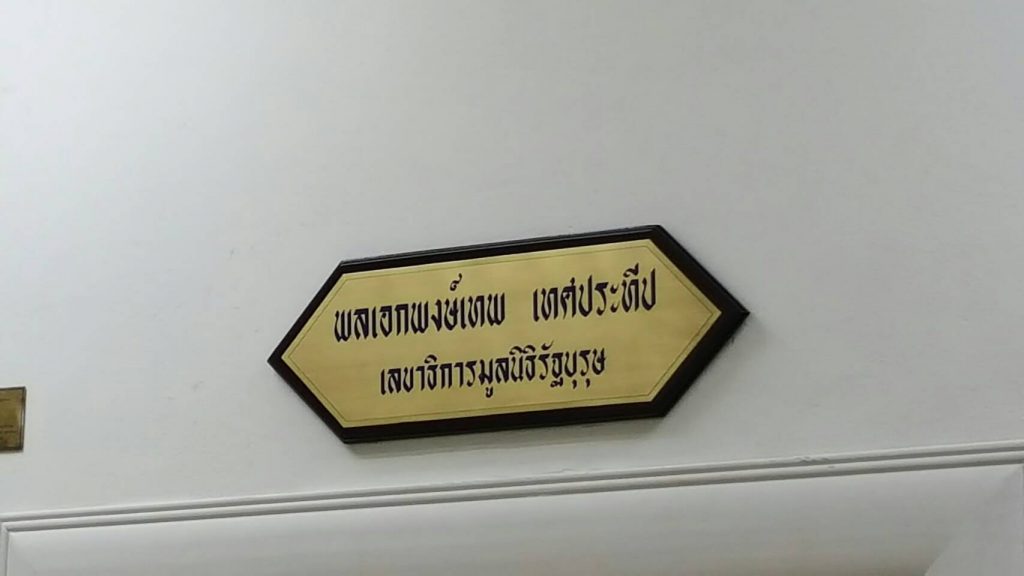 พลเอกพงษ์เทพ เทศประทีป
เลขาธิการมูลนิธิรัฐบุรุษ